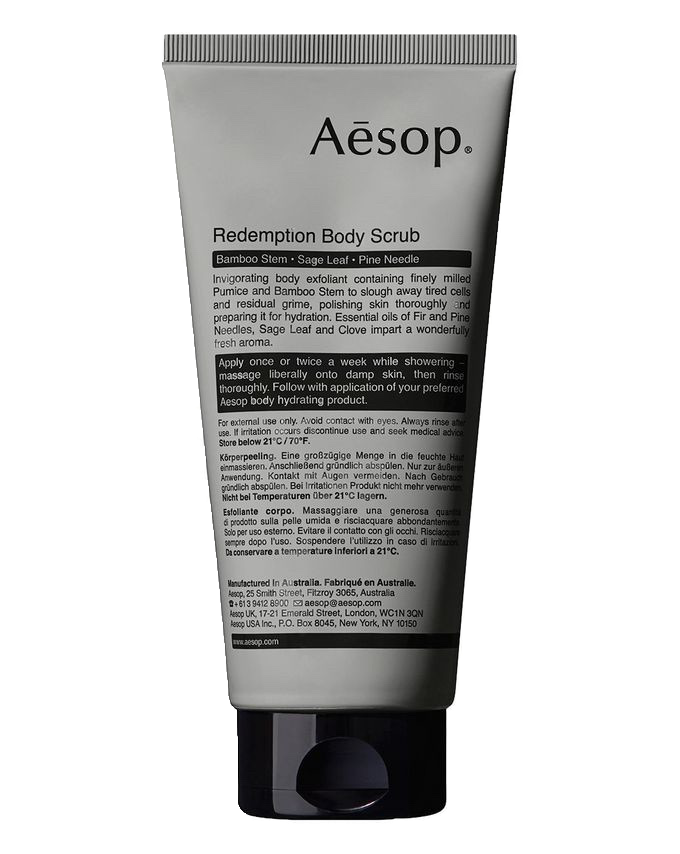 Aēsop®
Redemption Body Scrub
Bamboo Stem • Sage Leaf • Pine Needle
Invigorating body exfoliant containing finely milled
Pumice and Bamboo Stem to slough away tired cells
and residual grime, polishing skin thoroughly and
preparing it for hydration. Essential oils of Fir and Pine
Needles, Sage Leaf and Clove impart a wonderfully
fresh aroma.
Apply once or twice a week while showering –
massage liberally onto damp skin, then rinse
thoroughly. Follow with application of your preferred
Aesop body hydrating product.
For external use only. Avoid contact with eyes. Always rinse after
use. If irritation occurs discontinue use and seek medical advice.
Store below 21°C / 70°F.
Körperpeeling. Eine großzügige Menge in die feuchte Haut
einmassieren. Anschließend gründlich abspülen. Nur zur äußeren
Anwendung. Kontakt mit Augen vermeiden. Nach Gebrauch
gründlich abspülen. Bei Irritationen Produkt nicht mehr verwenden.
Nicht bei Temperaturen über 21°C lagern.
Esfoliante corpo. Massaggiare una generosa quantità
di prodotto sulla pelle umida e risciacquare abbondantemente.
Solo per uso esterno. Evitare il contatto con gli occhi. Risciacquare
sempre dopo l'uso. Sospendere l'utilizzo in caso di irritazioni.
Da conservare a temperature inferiori a 21°C.
Manufactured in Australia. Fabriqué en Australie.
Aesop, 25 Smith Street, Fitzroy 3065, Australia
☎+61 3 9412 8900 ✉ aesop@aesop.com
Aesop UK, 17-21 Emerald Street, London, WC1N 3QN
Aesop USA Inc., P.O. Box 8045, New York, NY 10150
www.aesop.com